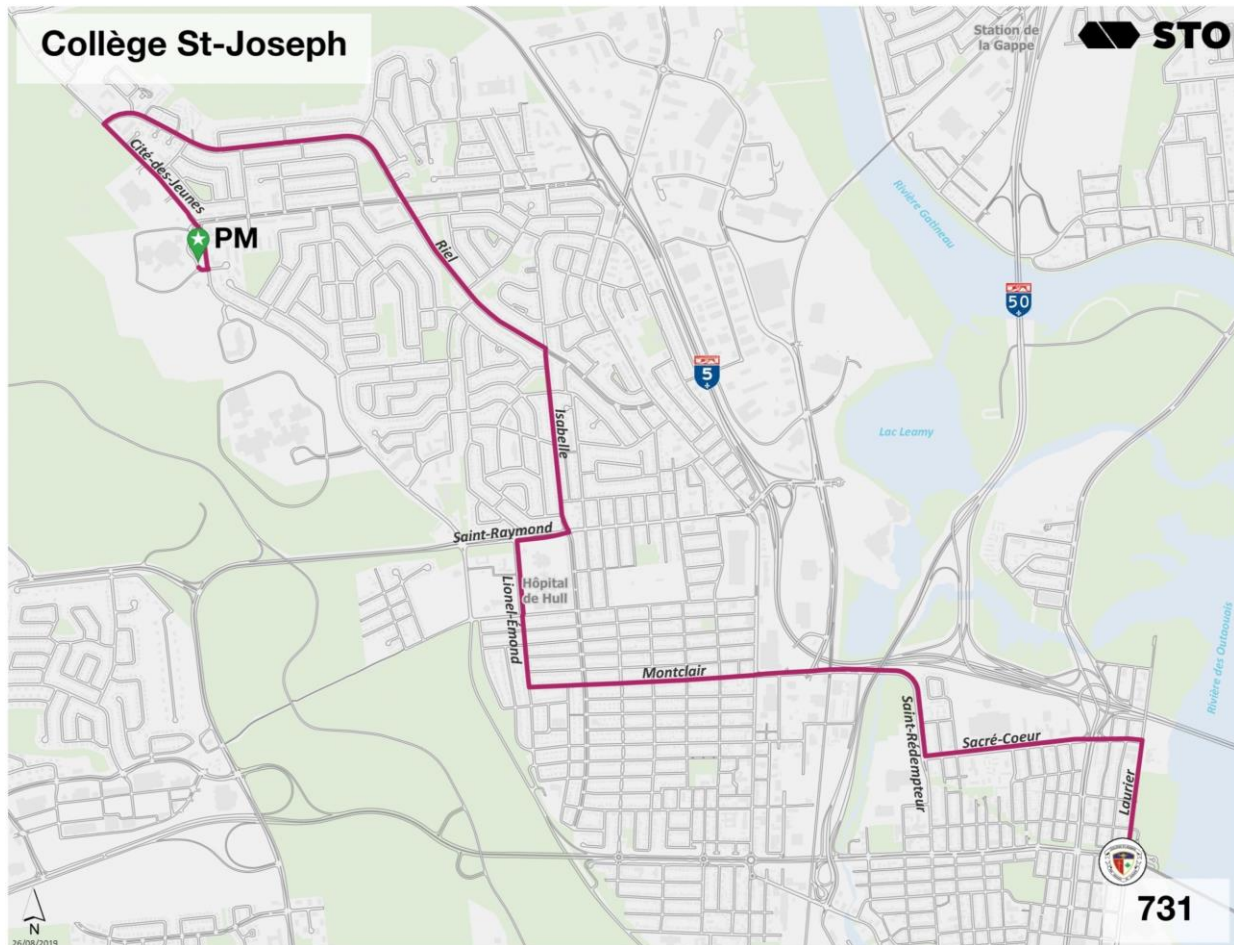 Collège St-Joseph
Station de
la Gappe
STO
Cité-des-Jeunes
PM
Rivière Gatineau
Riel
50
5
Isabelle
Lac Leamy
Saint-Raymond
Hôpital
de Hull
Lionel-Émond
Rivière des Outaouais
Montclair
Saint-Rédempteur
Sacré-Coeur
Laurier
731
N
26/08/2019